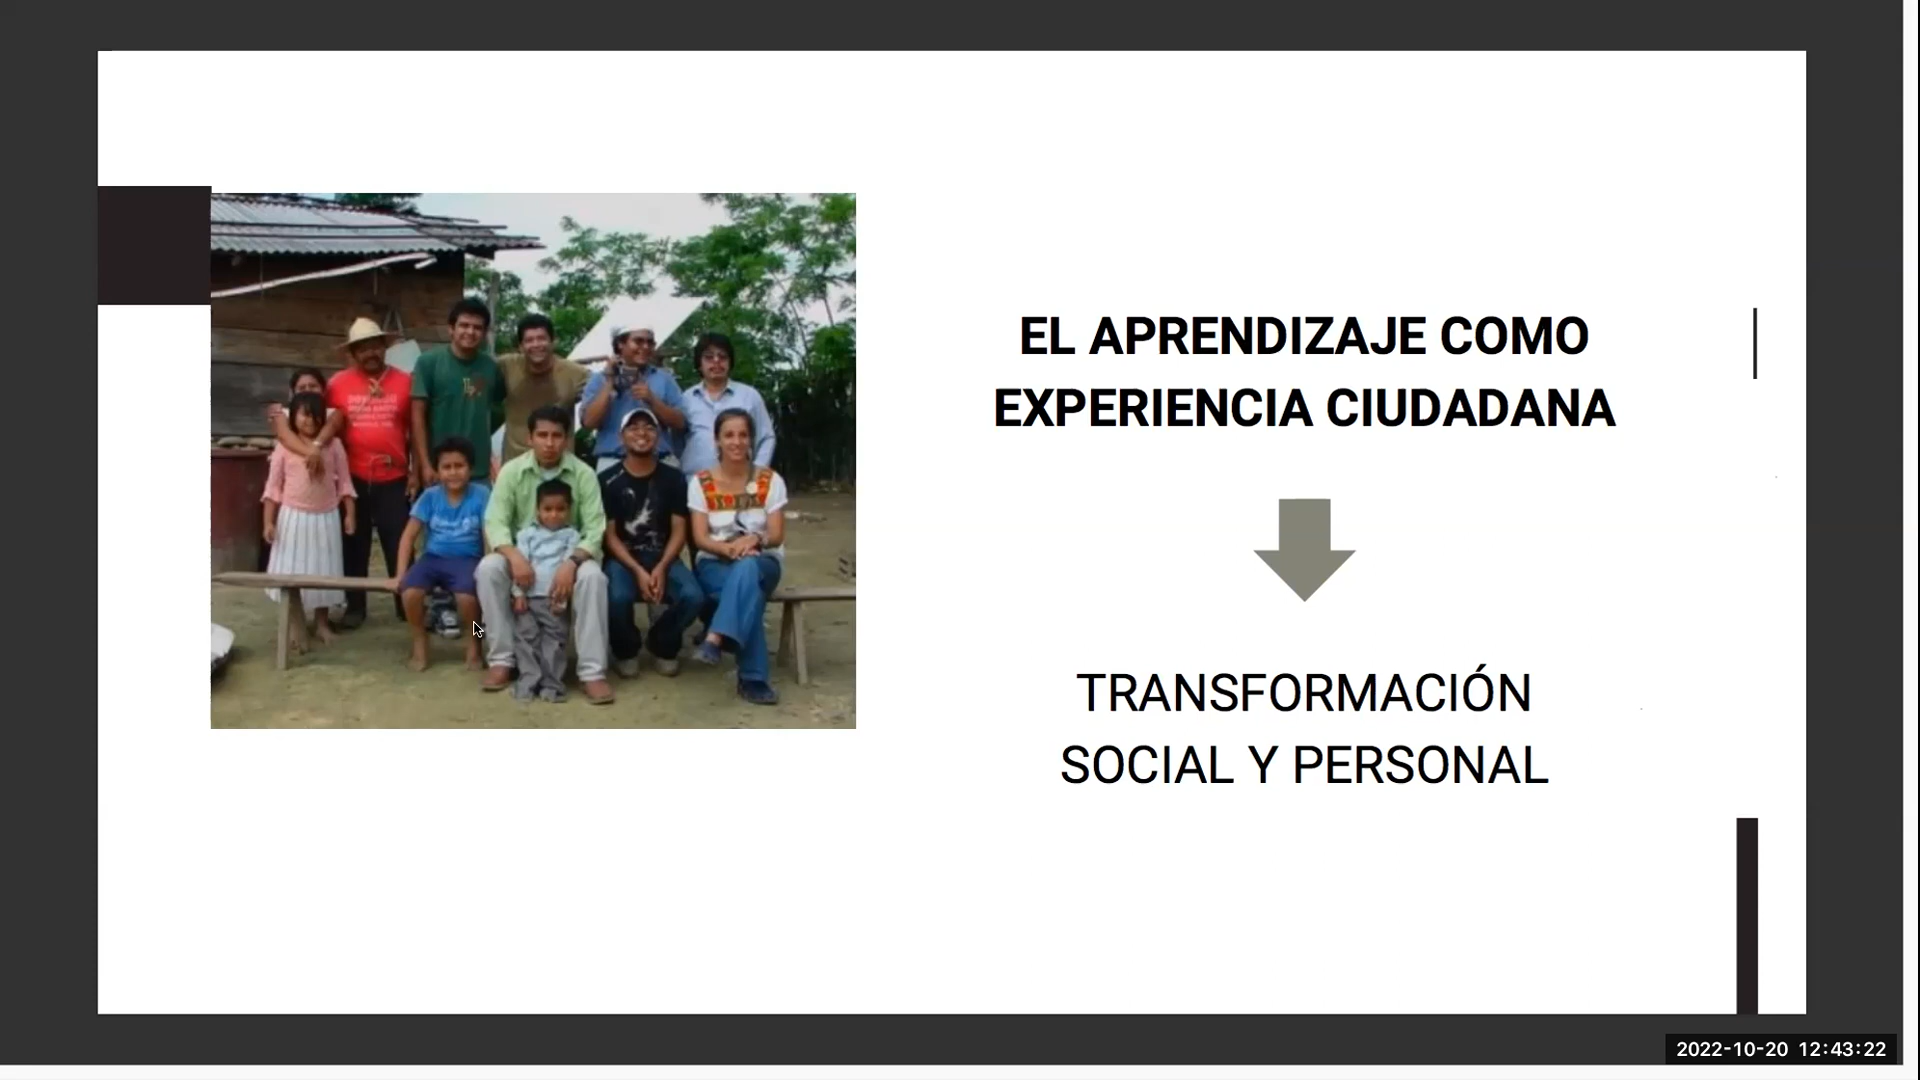 EL APRENDIZAJE COMO
EXPERIENCIA CIUDADANA
TRANSFORMACIÓN
SOCIAL Y PERSONAL
2022-10-20 12:43:22